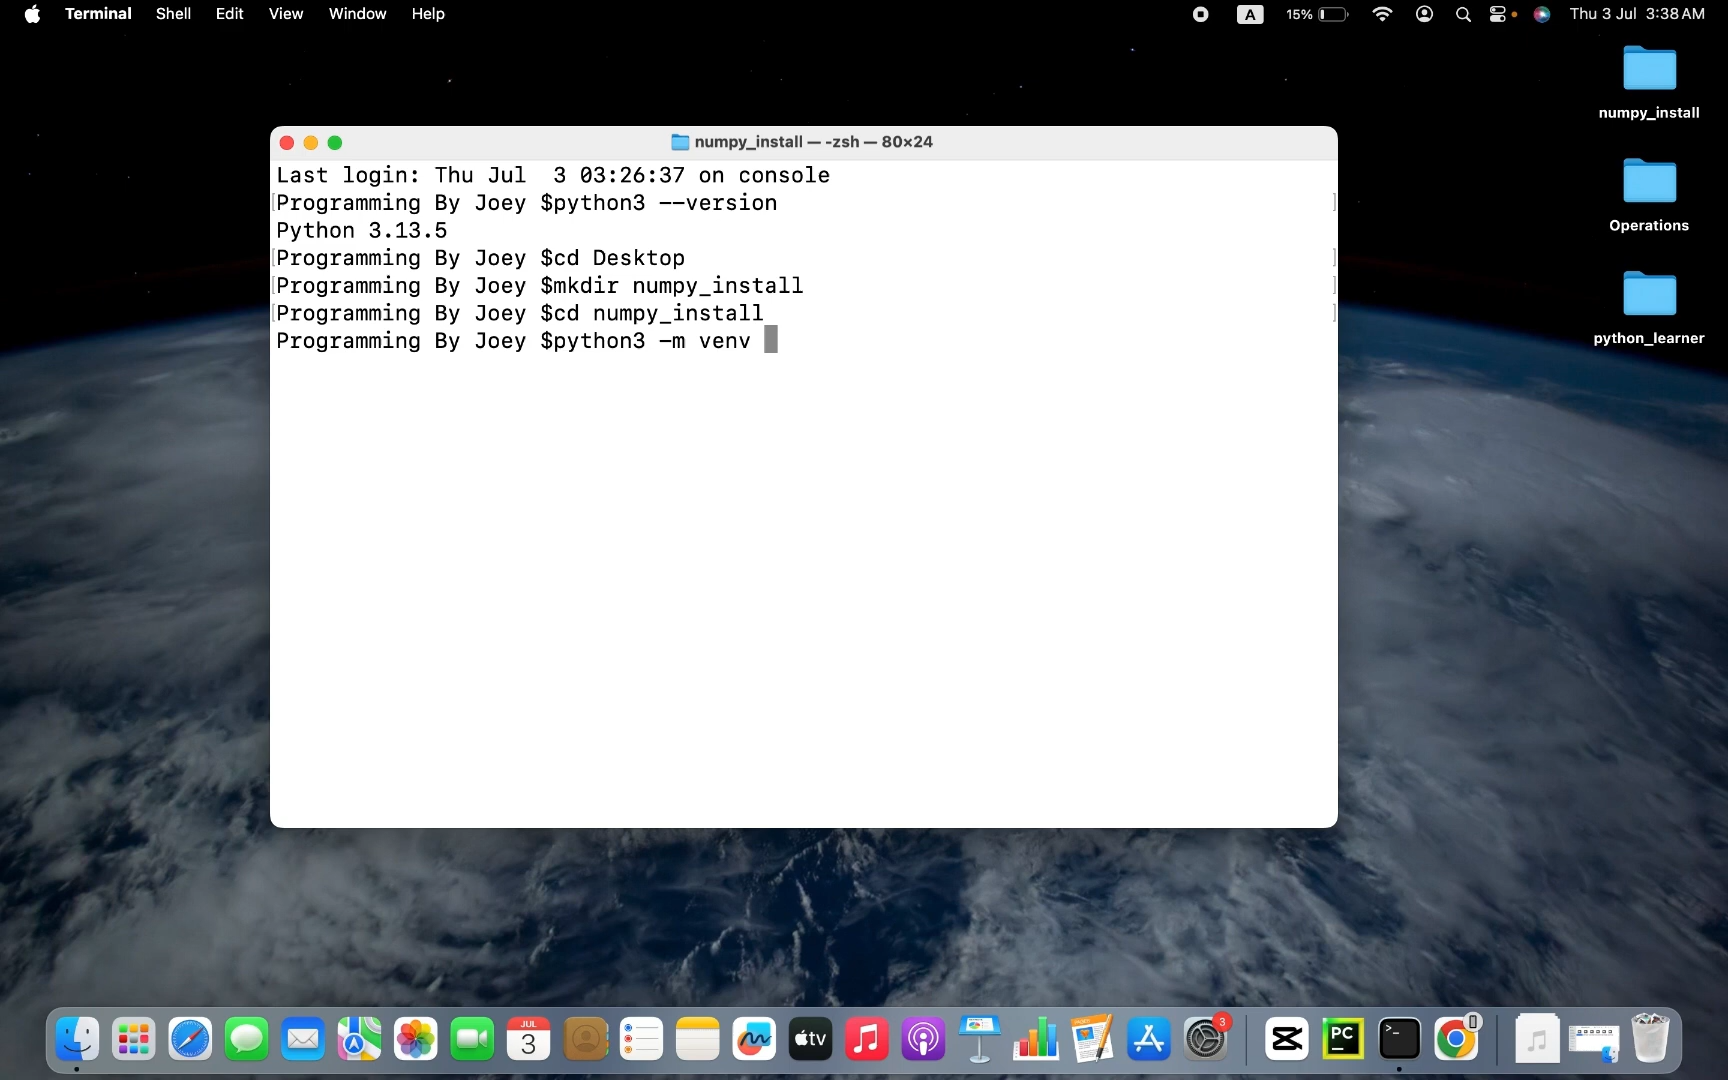 Terminal Shell Edit View Window Help A 15% Thu 3 Jul 3:38 AM
numpy_install
Operations
python_learner
numpy_install — -zsh — 80×24
Last login: Thu Jul  3 03:26:37 on console
[Programming By Joey $python3 --version ]
Python 3.13.5
[Programming By Joey $cd Desktop ]
[Programming By Joey $mkdir numpy_install ]
[Programming By Joey $cd numpy_install ]
Programming By Joey $python3 -m venv
JUL
3
tv
3
PC
>_